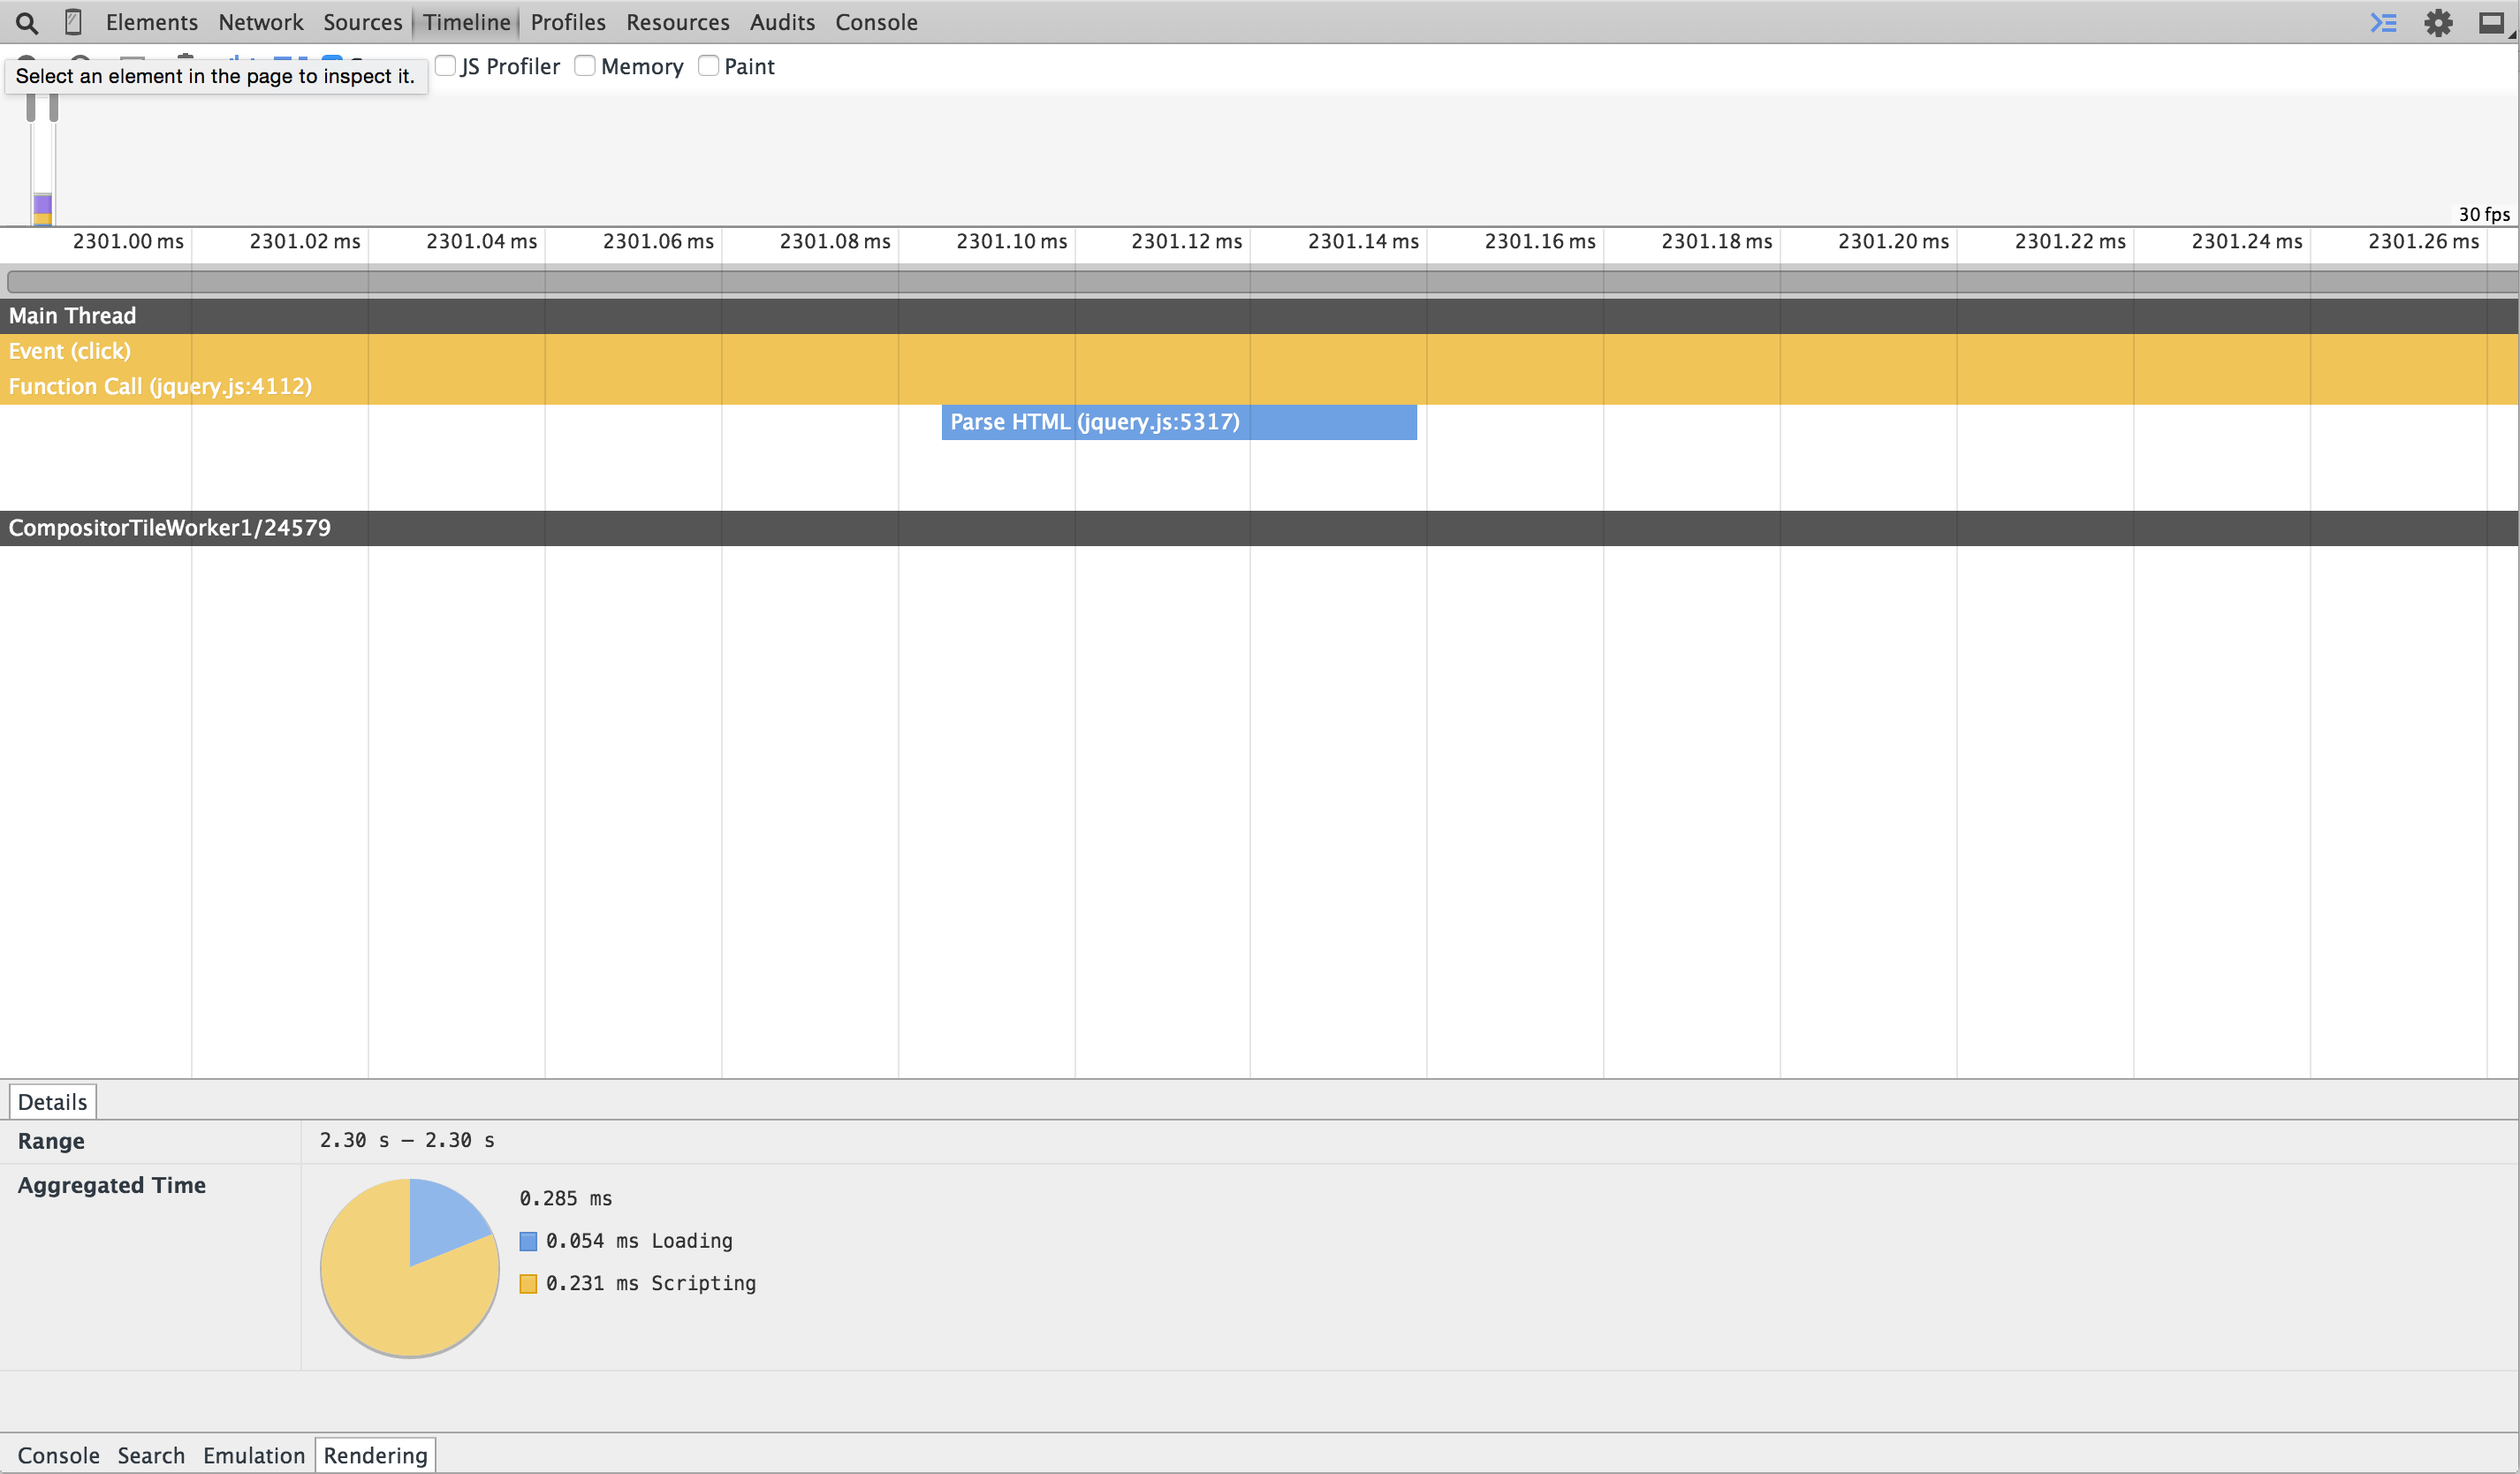 Elements Network Sources Timeline Profiles Resources Audits Console
Select an element in the page to inspect it.
JS Profiler Memory Paint
30 fps
2301.00 ms 2301.02 ms 2301.04 ms 2301.06 ms 2301.08 ms 2301.10 ms 2301.12 ms 2301.14 ms 2301.16 ms 2301.18 ms 2301.20 ms 2301.22 ms 2301.24 ms 2301.26 ms
Main Thread
Event (click)
Function Call (jquery.js:4112)
Parse HTML (jquery.js:5317)
CompositorTileWorker1/24579
Details
Range 2.30 s – 2.30 s
Aggregated Time
0.285 ms
0.054 ms Loading
0.231 ms Scripting
Console Search Emulation Rendering